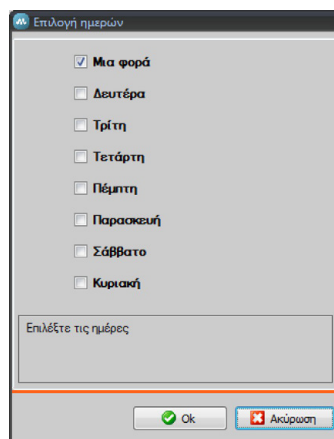 Επιλογή ημερών
Μια φορά
Δευτέρα
Τρίτη
Τετάρτη
Πέμπτη
Παρασκευή
Σάββατο
Κυριακή
Επιλέξτε τις ημέρες
Ok
Ακύρωση